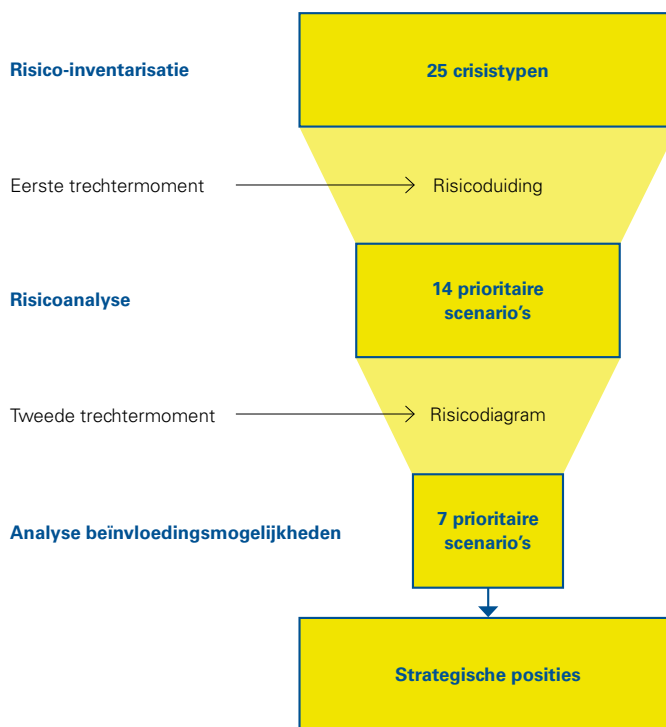 Risico-inventarisatie
25 crisistypen
Eerste trechtermoment
Risicoduiding
Risicoanalyse
14 prioritaire
scenario’s
Tweede trechtermoment
Risicodiagram
Analyse beïnvloedingsmogelijkheden
7 prioritaire
scenario’s
Strategische posities